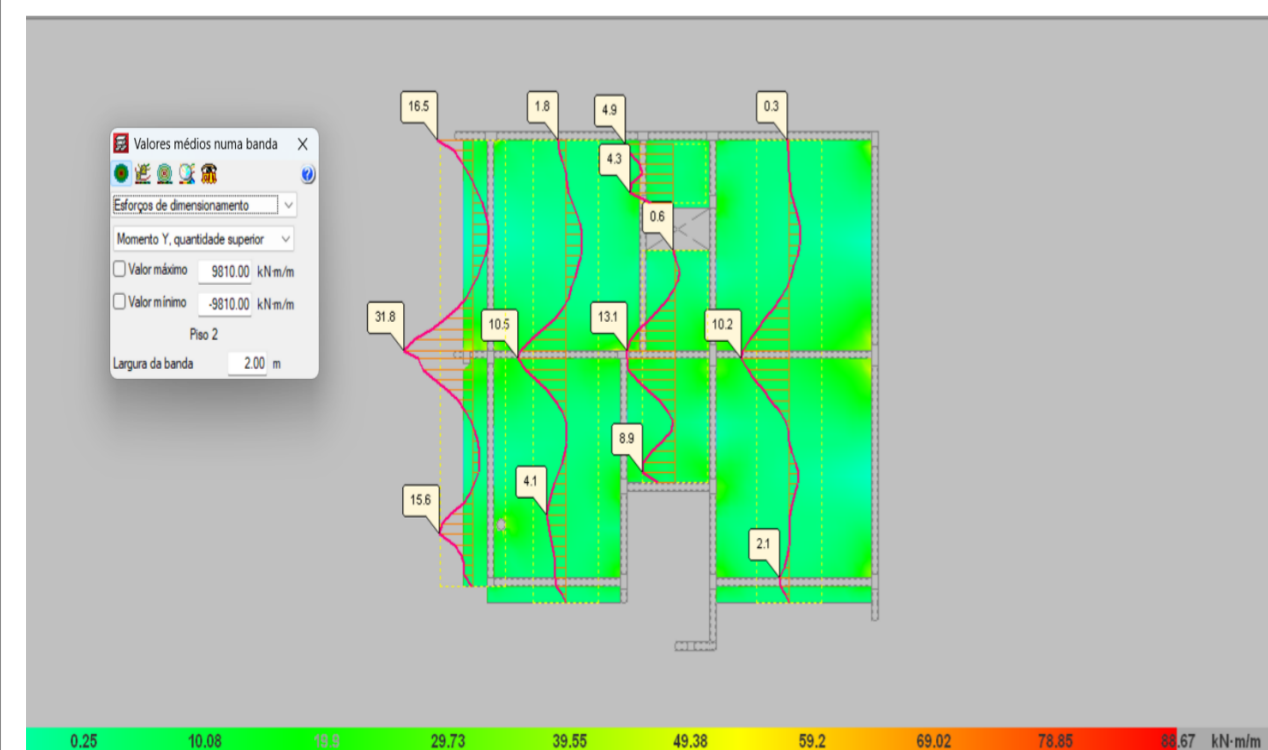 Valores médios numa banda
Esforços de dimensionamento
Momento Y, quantidade superior
Valor máximo 9810.00 kN·m/m
Valor mínimo -9810.00 kN·m/m
Piso 2
Largura da banda 2.00 m
16.5
1.8
4.9
0.3
4.3
0.6
31.8
10.5
13.1
10.2
8.9
4.1
15.6
2.1
0.25 10.08 29.73 39.55 49.38 59.2 69.02 78.85 88.67 kN·m/m